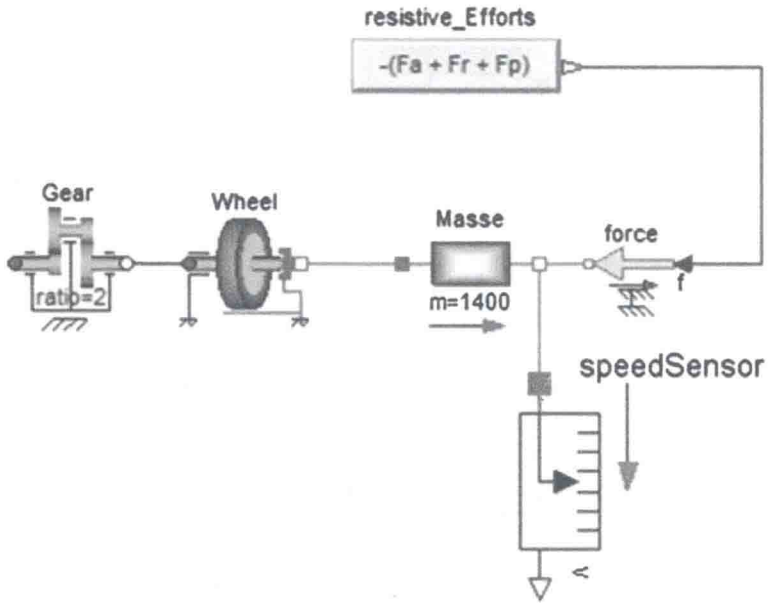 resistive_Efforts
-(Fa + Fr + Fp)
Gear
Wheel
Masse
force
ratio=2
m=1400
f
speedSensor
v